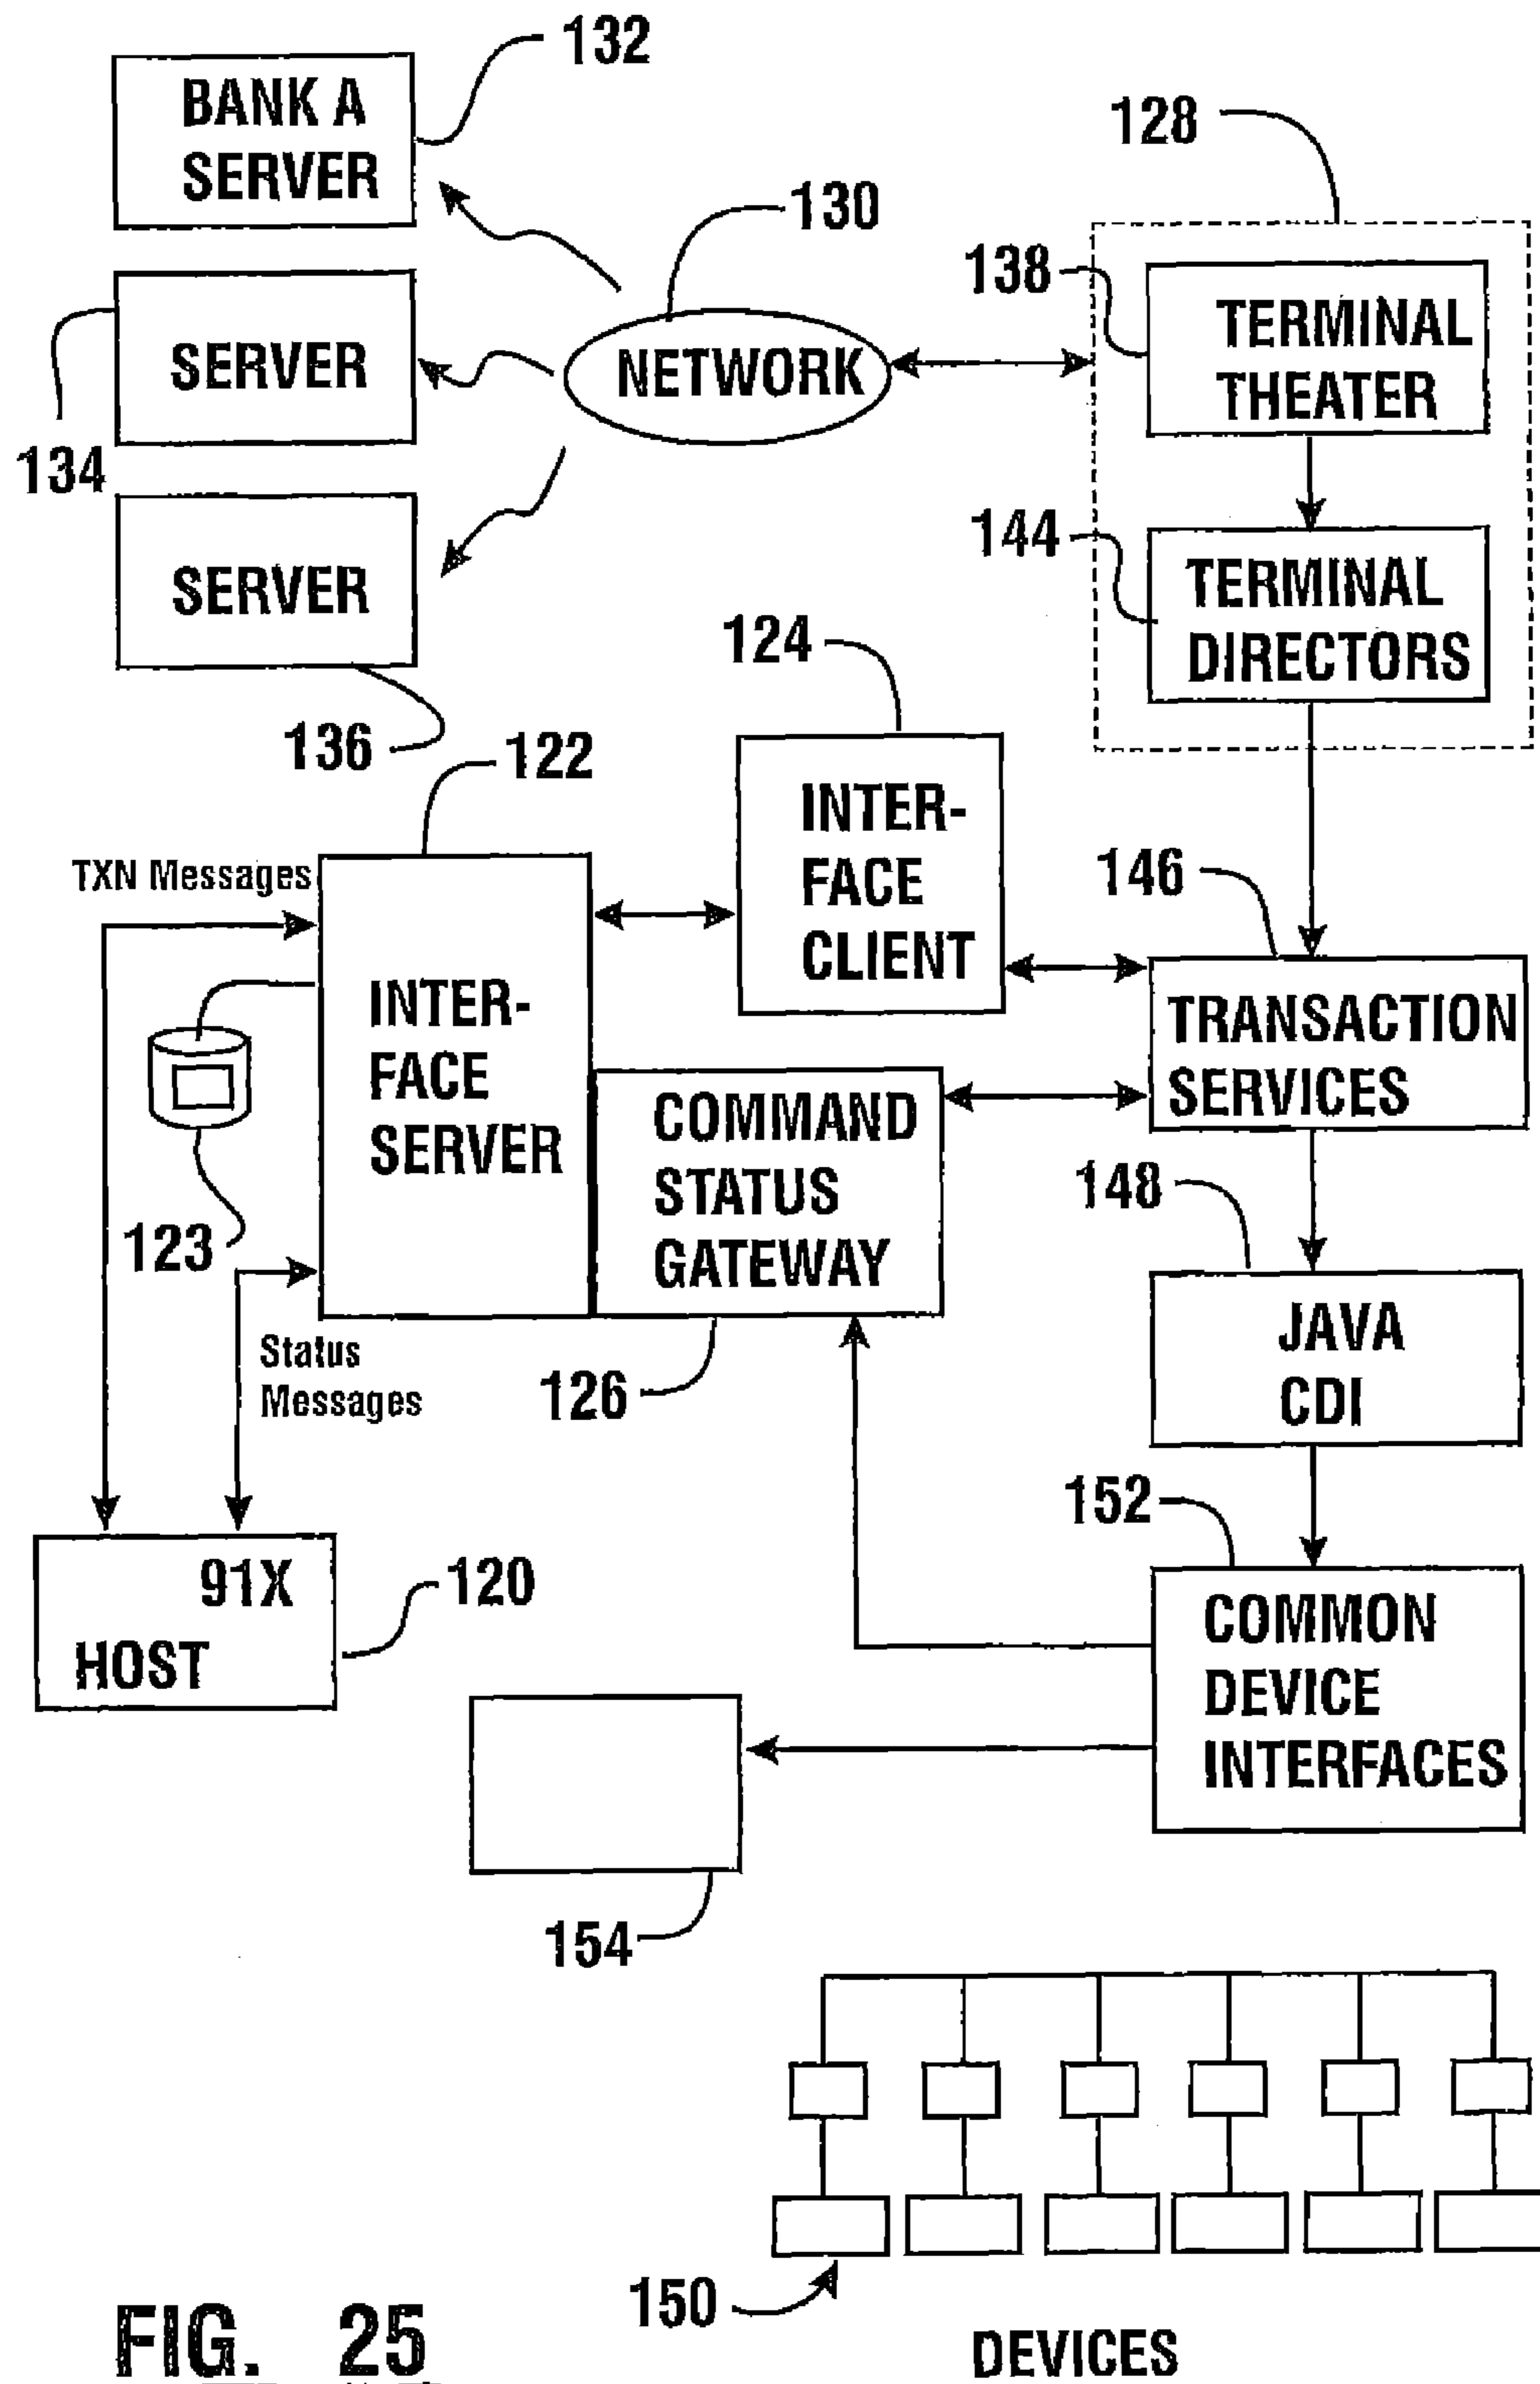 132
BANK A
SERVER
128
130
138
TERMINAL
THEATER
NETWORK
SERVER
134
144
TERMINAL
DIRECTORS
SERVER
124
136
122
INTER-
FACE
CLIENT
TXN Messages
146
INTER-
FACE
SERVER
TRANSACTION
SERVICES
COMMAND
STATUS
GATEWAY
148
123
Status
Messages
126
JAVA
CDI
152
91X
HOST
120
COMMON
DEVICE
INTERFACES
154
150
FIG. 25
DEVICES